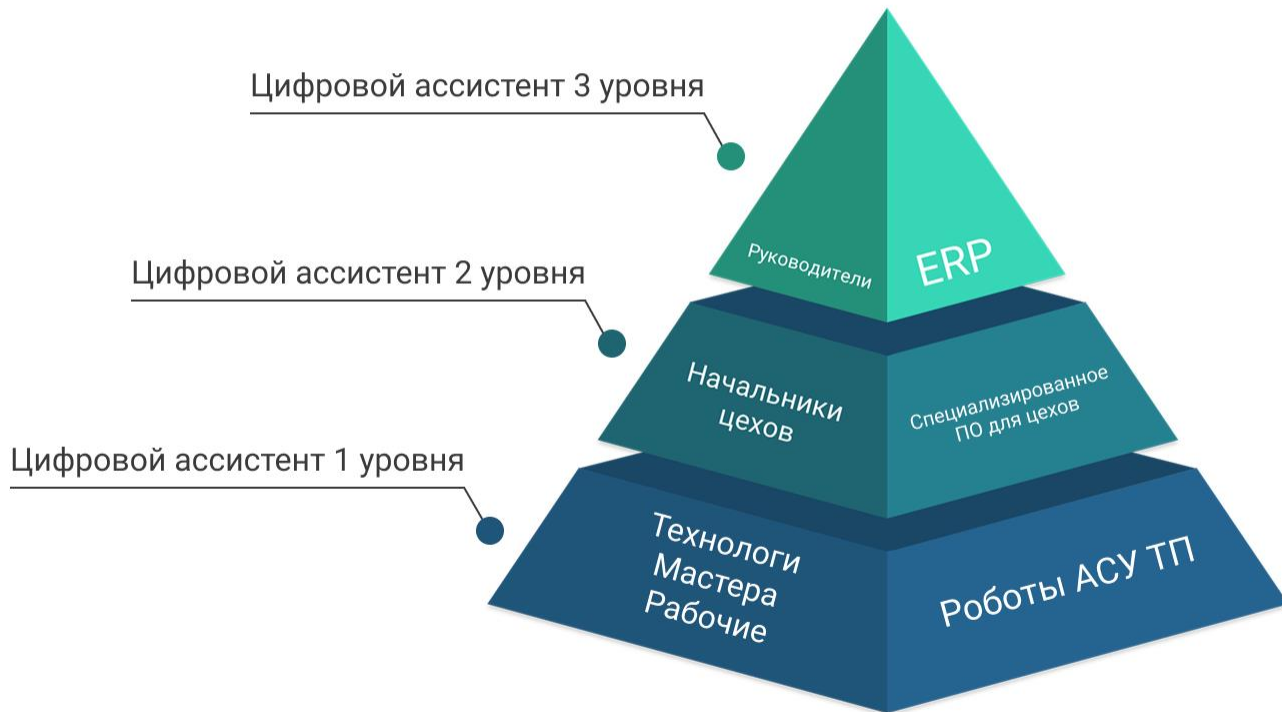 Цифровой ассистент 3 уровня
Руководители
ERP
Цифровой ассистент 2 уровня
Начальники
цехов
Специализированное
ПО для цехов
Цифровой ассистент 1 уровня
Технологи
Мастера
Рабочие
Роботы АСУ ТП